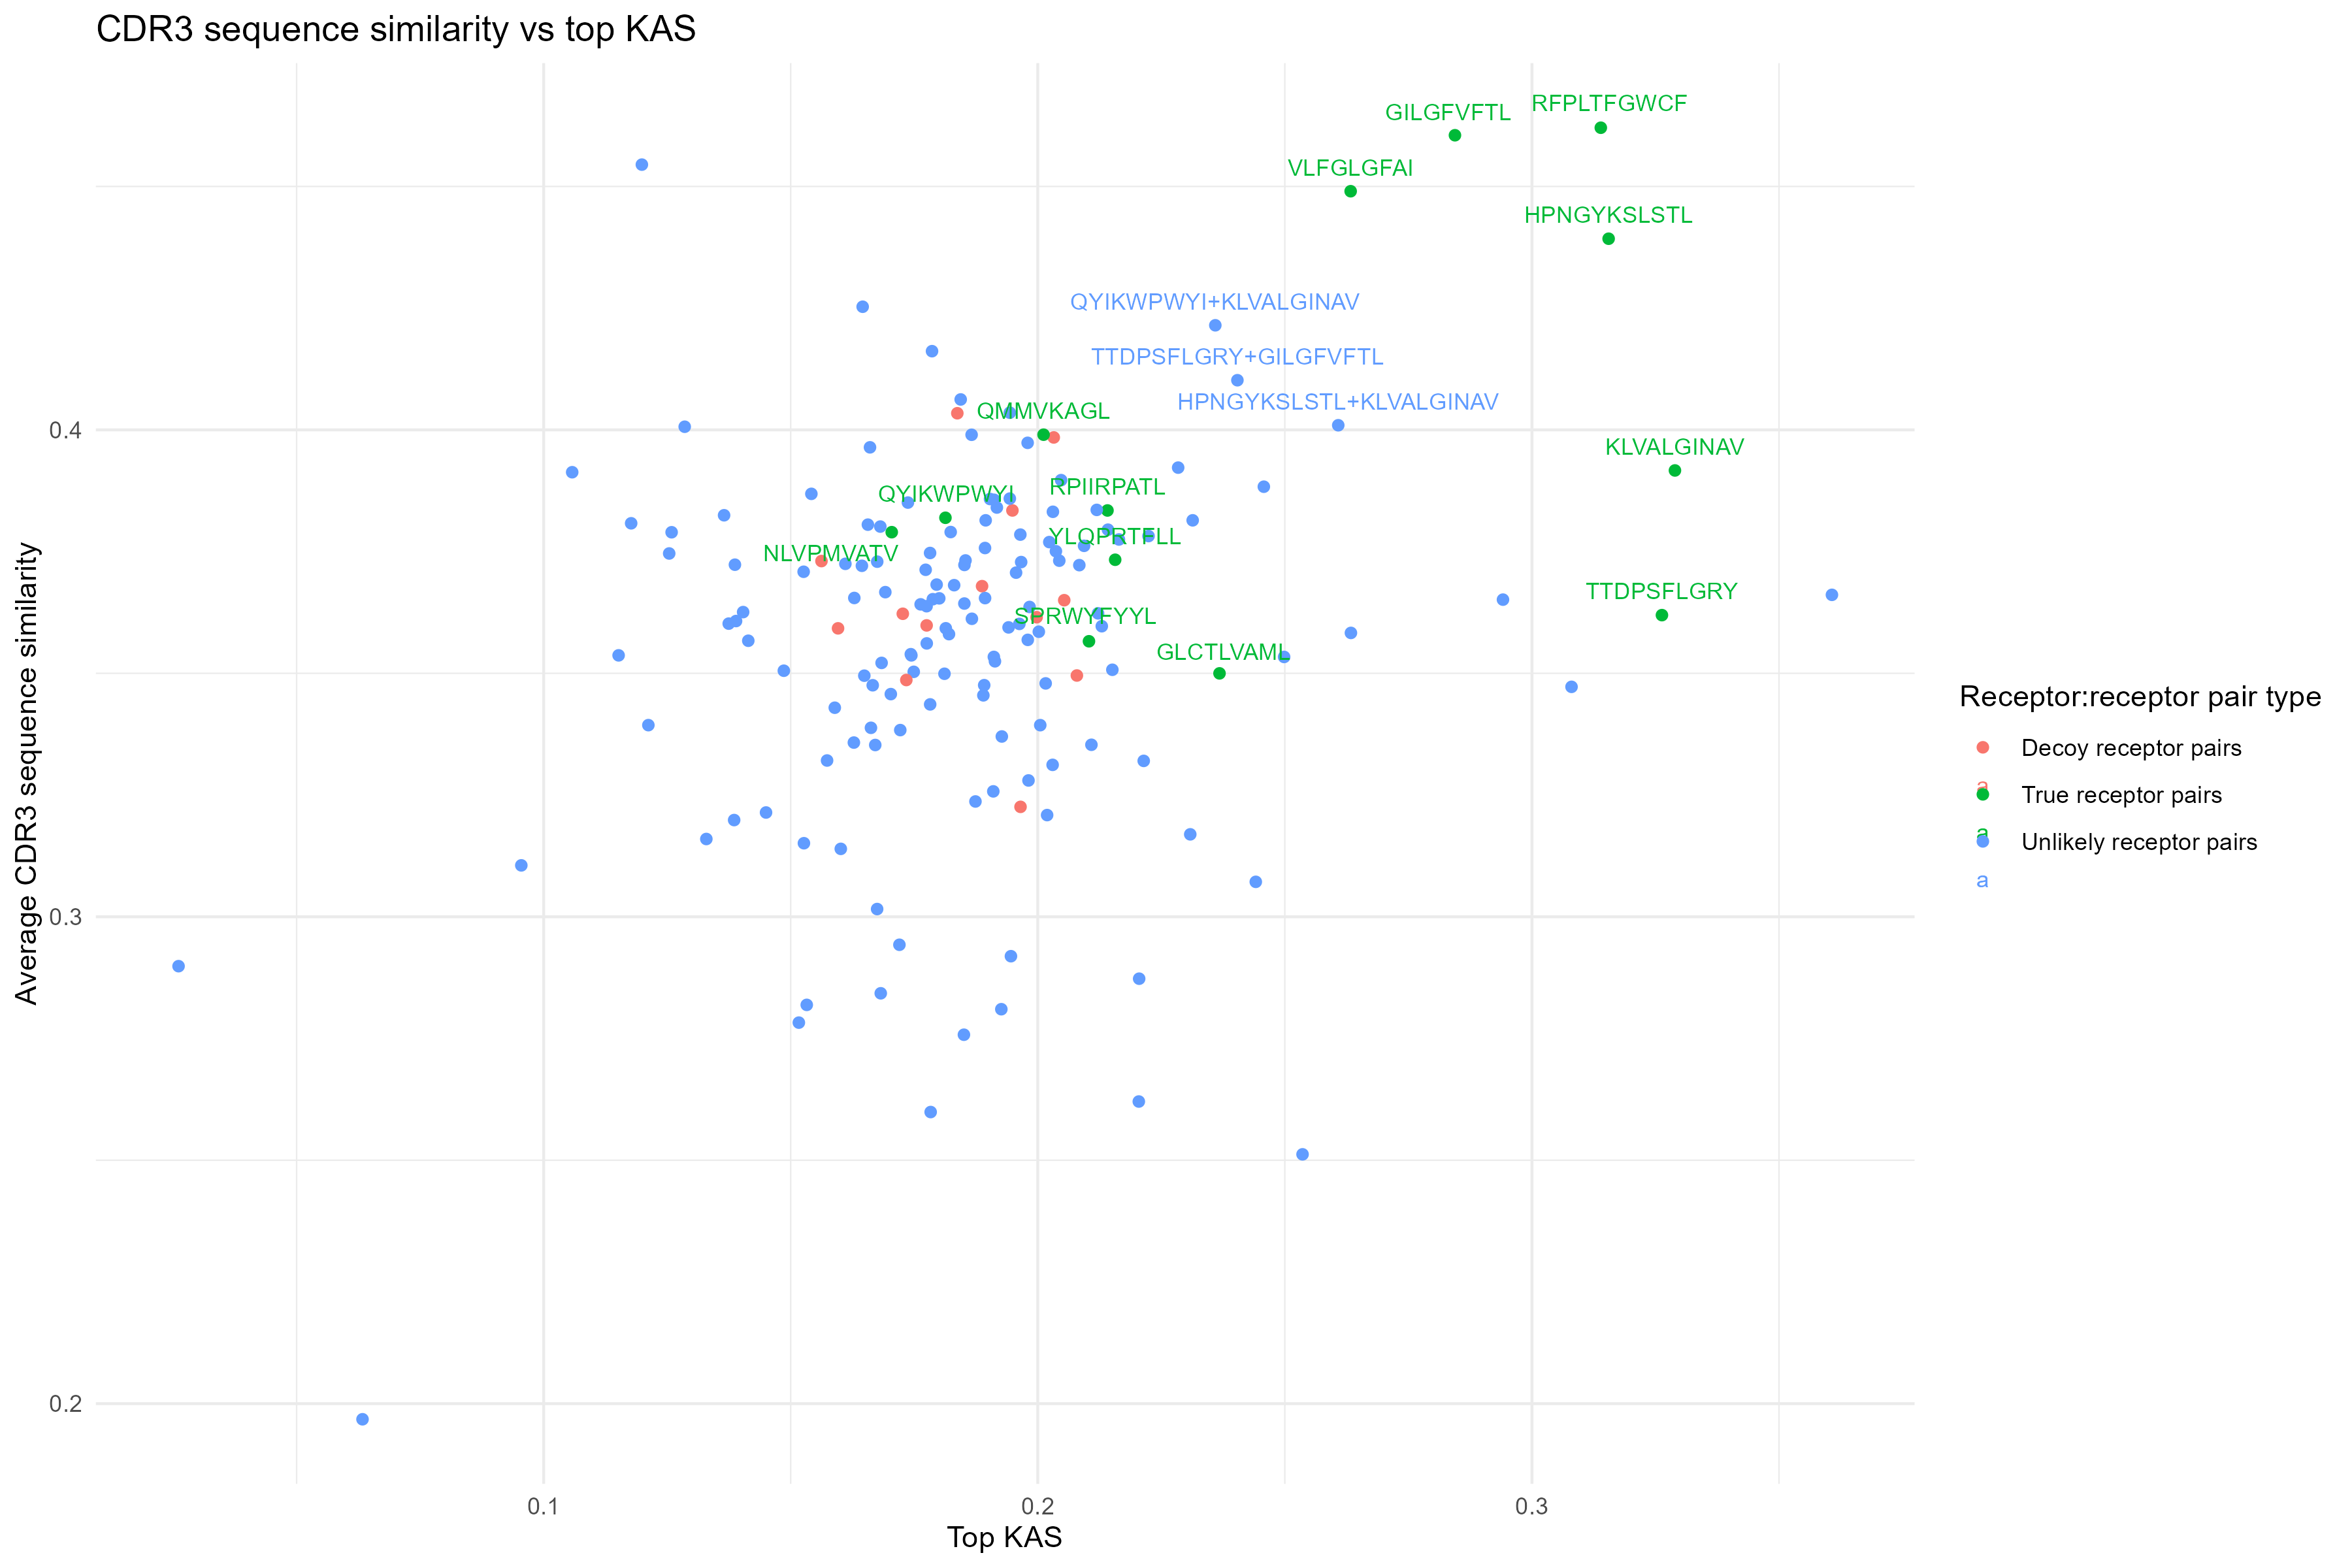 CDR3 sequence similarity vs top KAS
RFPLTFGWCF
GILGFVFTL
VLFGLGFAI
HPNGYKSLSTL
QYIKWPWYI+KLVALGINAV
TTDPSFLGRY+GILGFVFTL
HPNGYKSLSTL+KLVALGINAV
QMMVKAGL
KLVALGINAV
QYIKWPWYI
RPIIRPATL
YLQPRTFLL
NLVPMVATV
TTDPSFLGRY
SPRWYFYYL
GLCTLVAML
0.4
0.3
0.2
Average CDR3 sequence similarity
0.1
0.2
0.3
Top KAS
Receptor:receptor pair type
Decoy receptor pairs
a
True receptor pairs
a
Unlikely receptor pairs
a